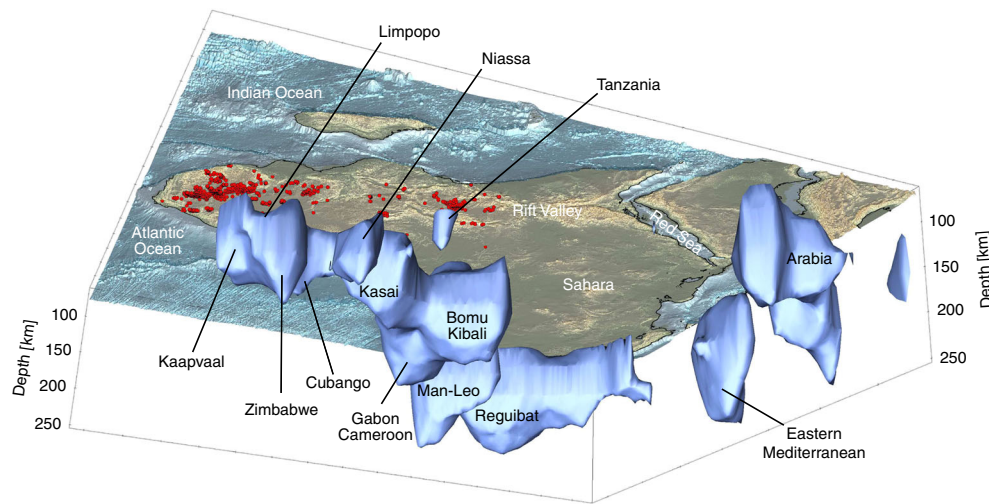 Limpopo
Niassa
Tanzania
Indian Ocean
Rift Valley
Red Sea
Atlantic
Ocean
Sahara
Arabia
Kasai
Bomu
Kibali
Man-Leo
Reguibat
Kaapvaal
Zimbabwe
Cubango
Gabon
Cameroon
Eastern
Mediterranean
Depth [km]
100
150
200
250
100
150
200
250
Depth [km]